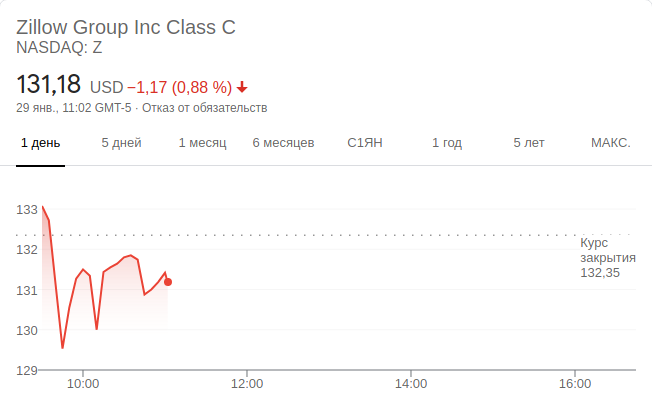 Zillow Group Inc Class C
NASDAQ: Z
131,18 USD −1,17 (0,88 %)
29 янв., 11:02 GMT-5 · Отказ от обязательств
1 день 5 дней 1 месяц 6 месяцев С1ЯН 1 год 5 лет МАКС.
133
132
131
130
129
Курс
закрытия
132,35
10:00 12:00 14:00 16:00